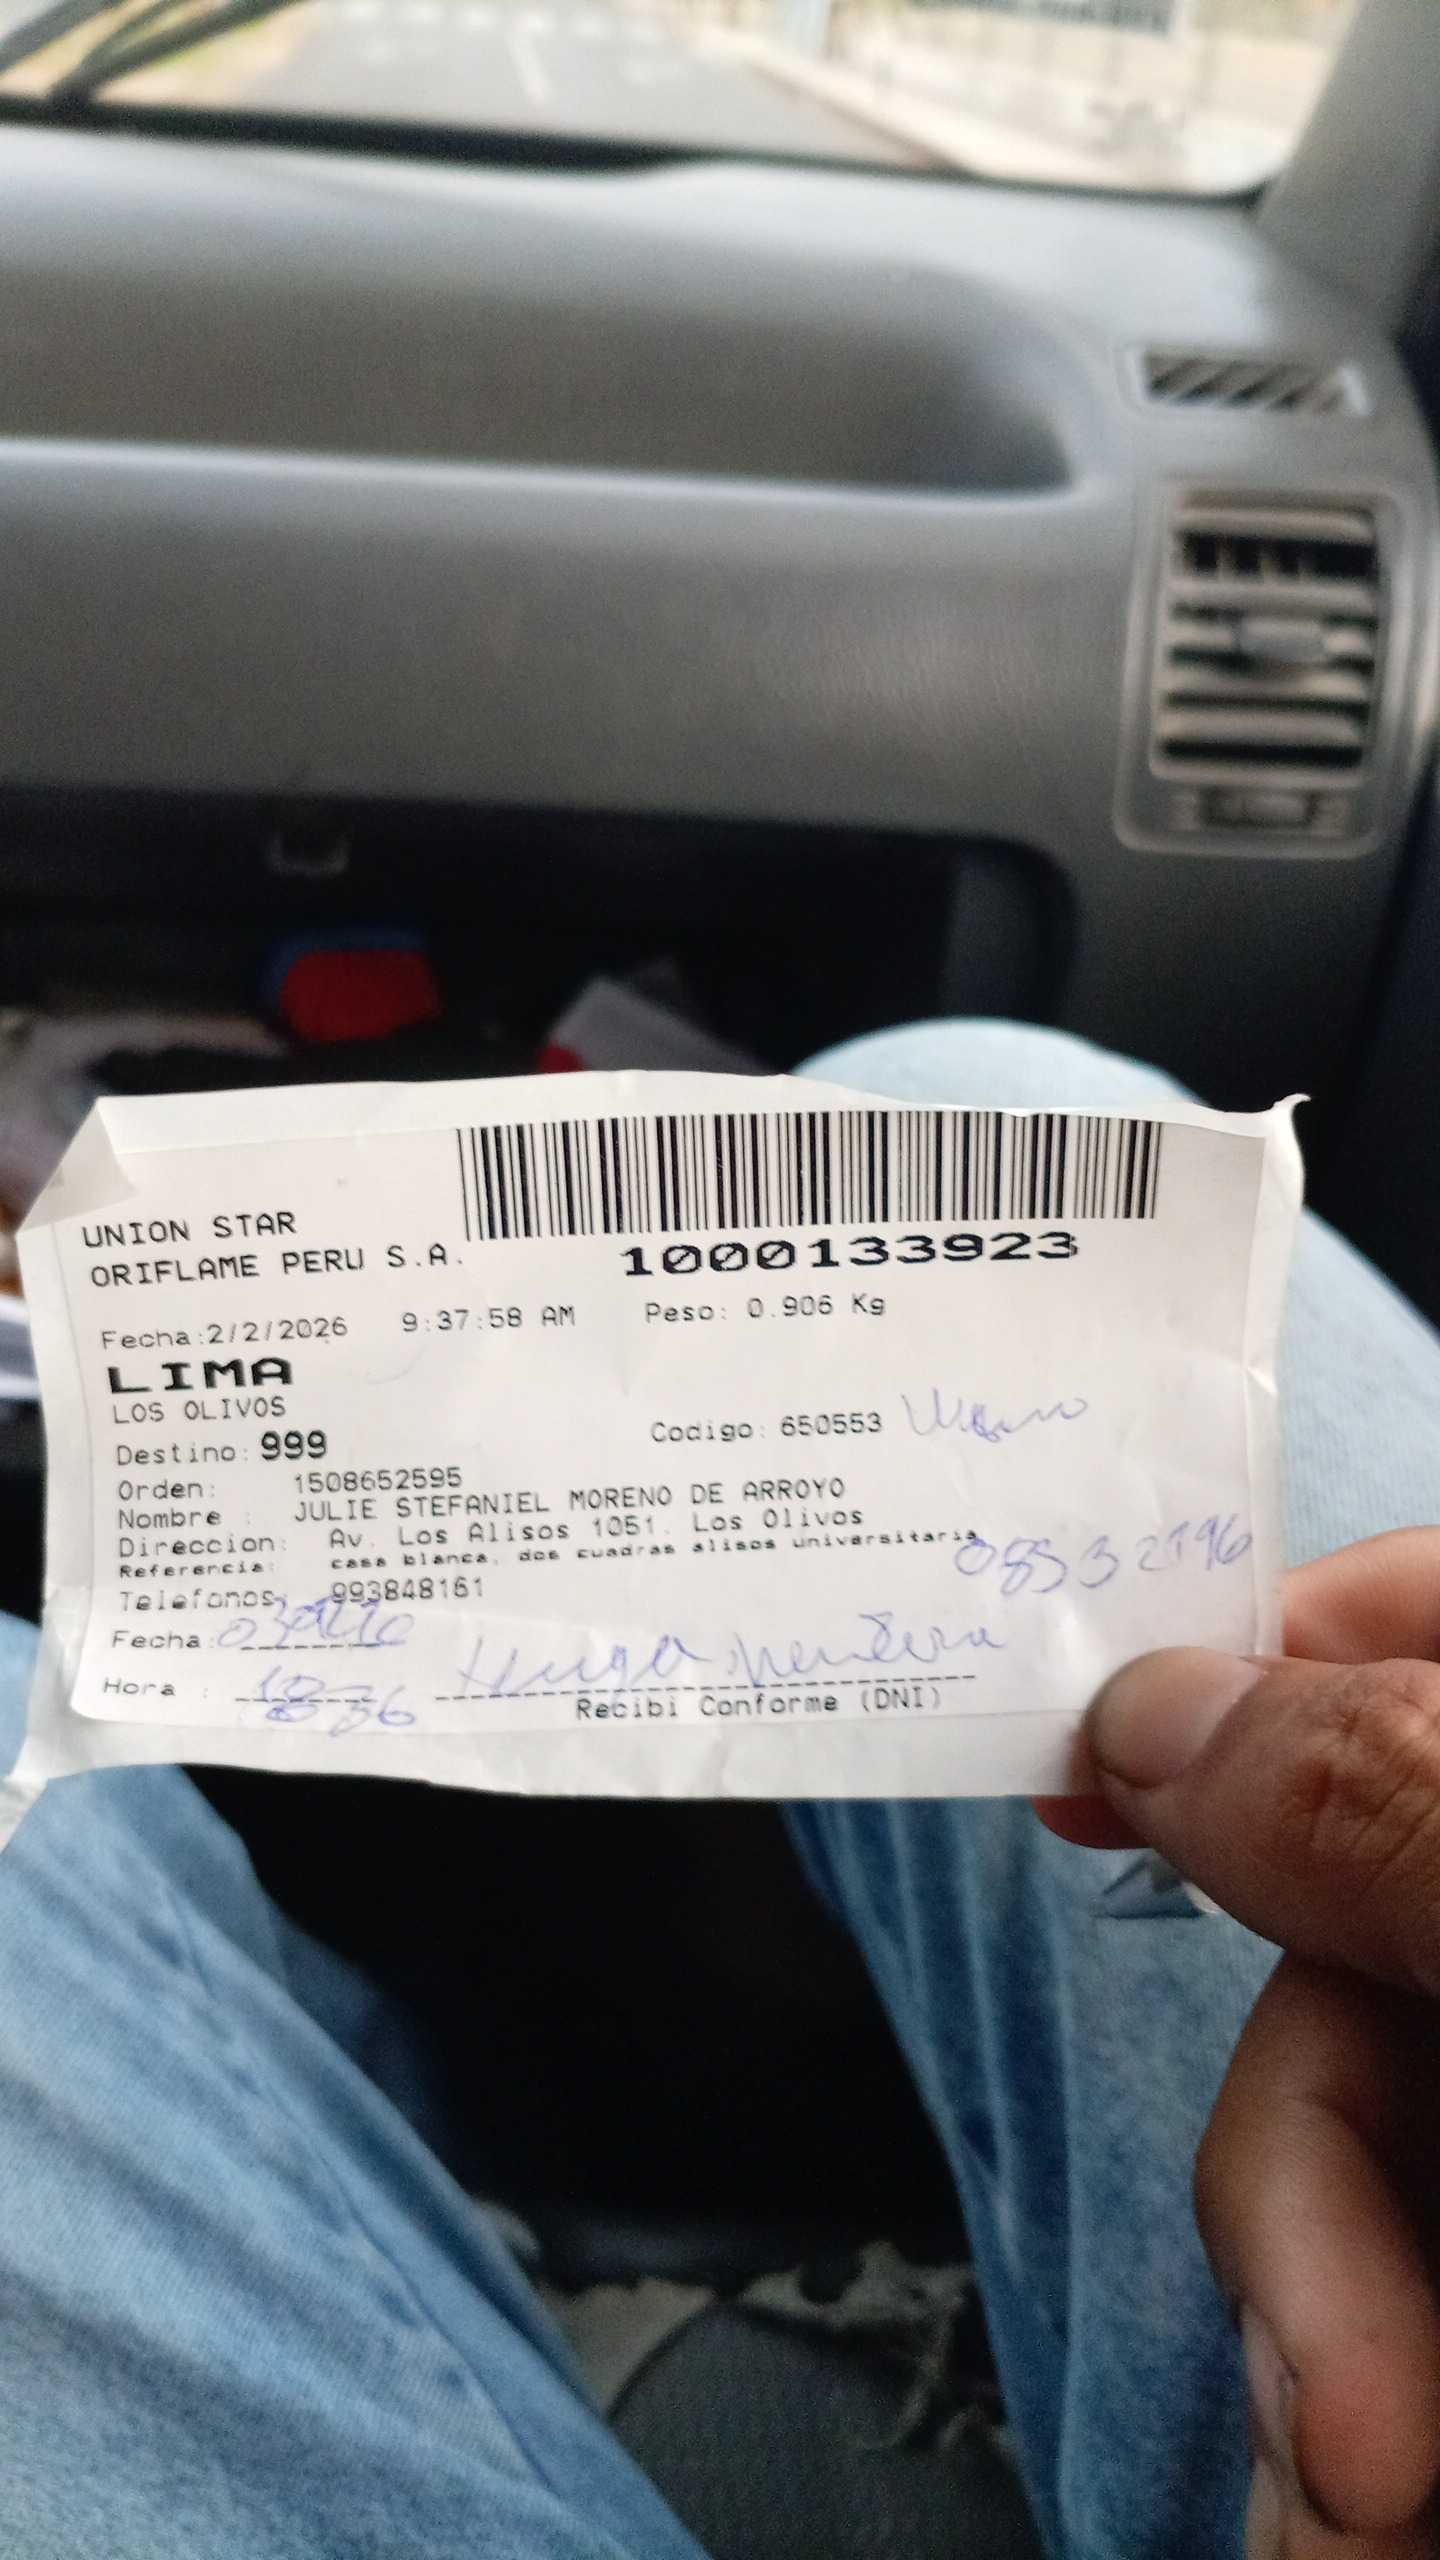 UNION STAR
ORIFLAME PERU S.A.
1000133923
Fecha:2/2/2026 9:37:58 AM Peso: 0.906 Kg
LIMA
LOS OLIVOS
Destino: 999 Codigo: 650553
Orden: 1508652595
Nombre : JULIE STEFANIEL MORENO DE ARROYO
Direccion: Av. Los Alisos 1051. Los Olivos
Referencia: casa blanca, dos cuadras alisos universitaria
Telefonos: 993848161
Fecha:
Hora :
Recibi Conforme (DNI)